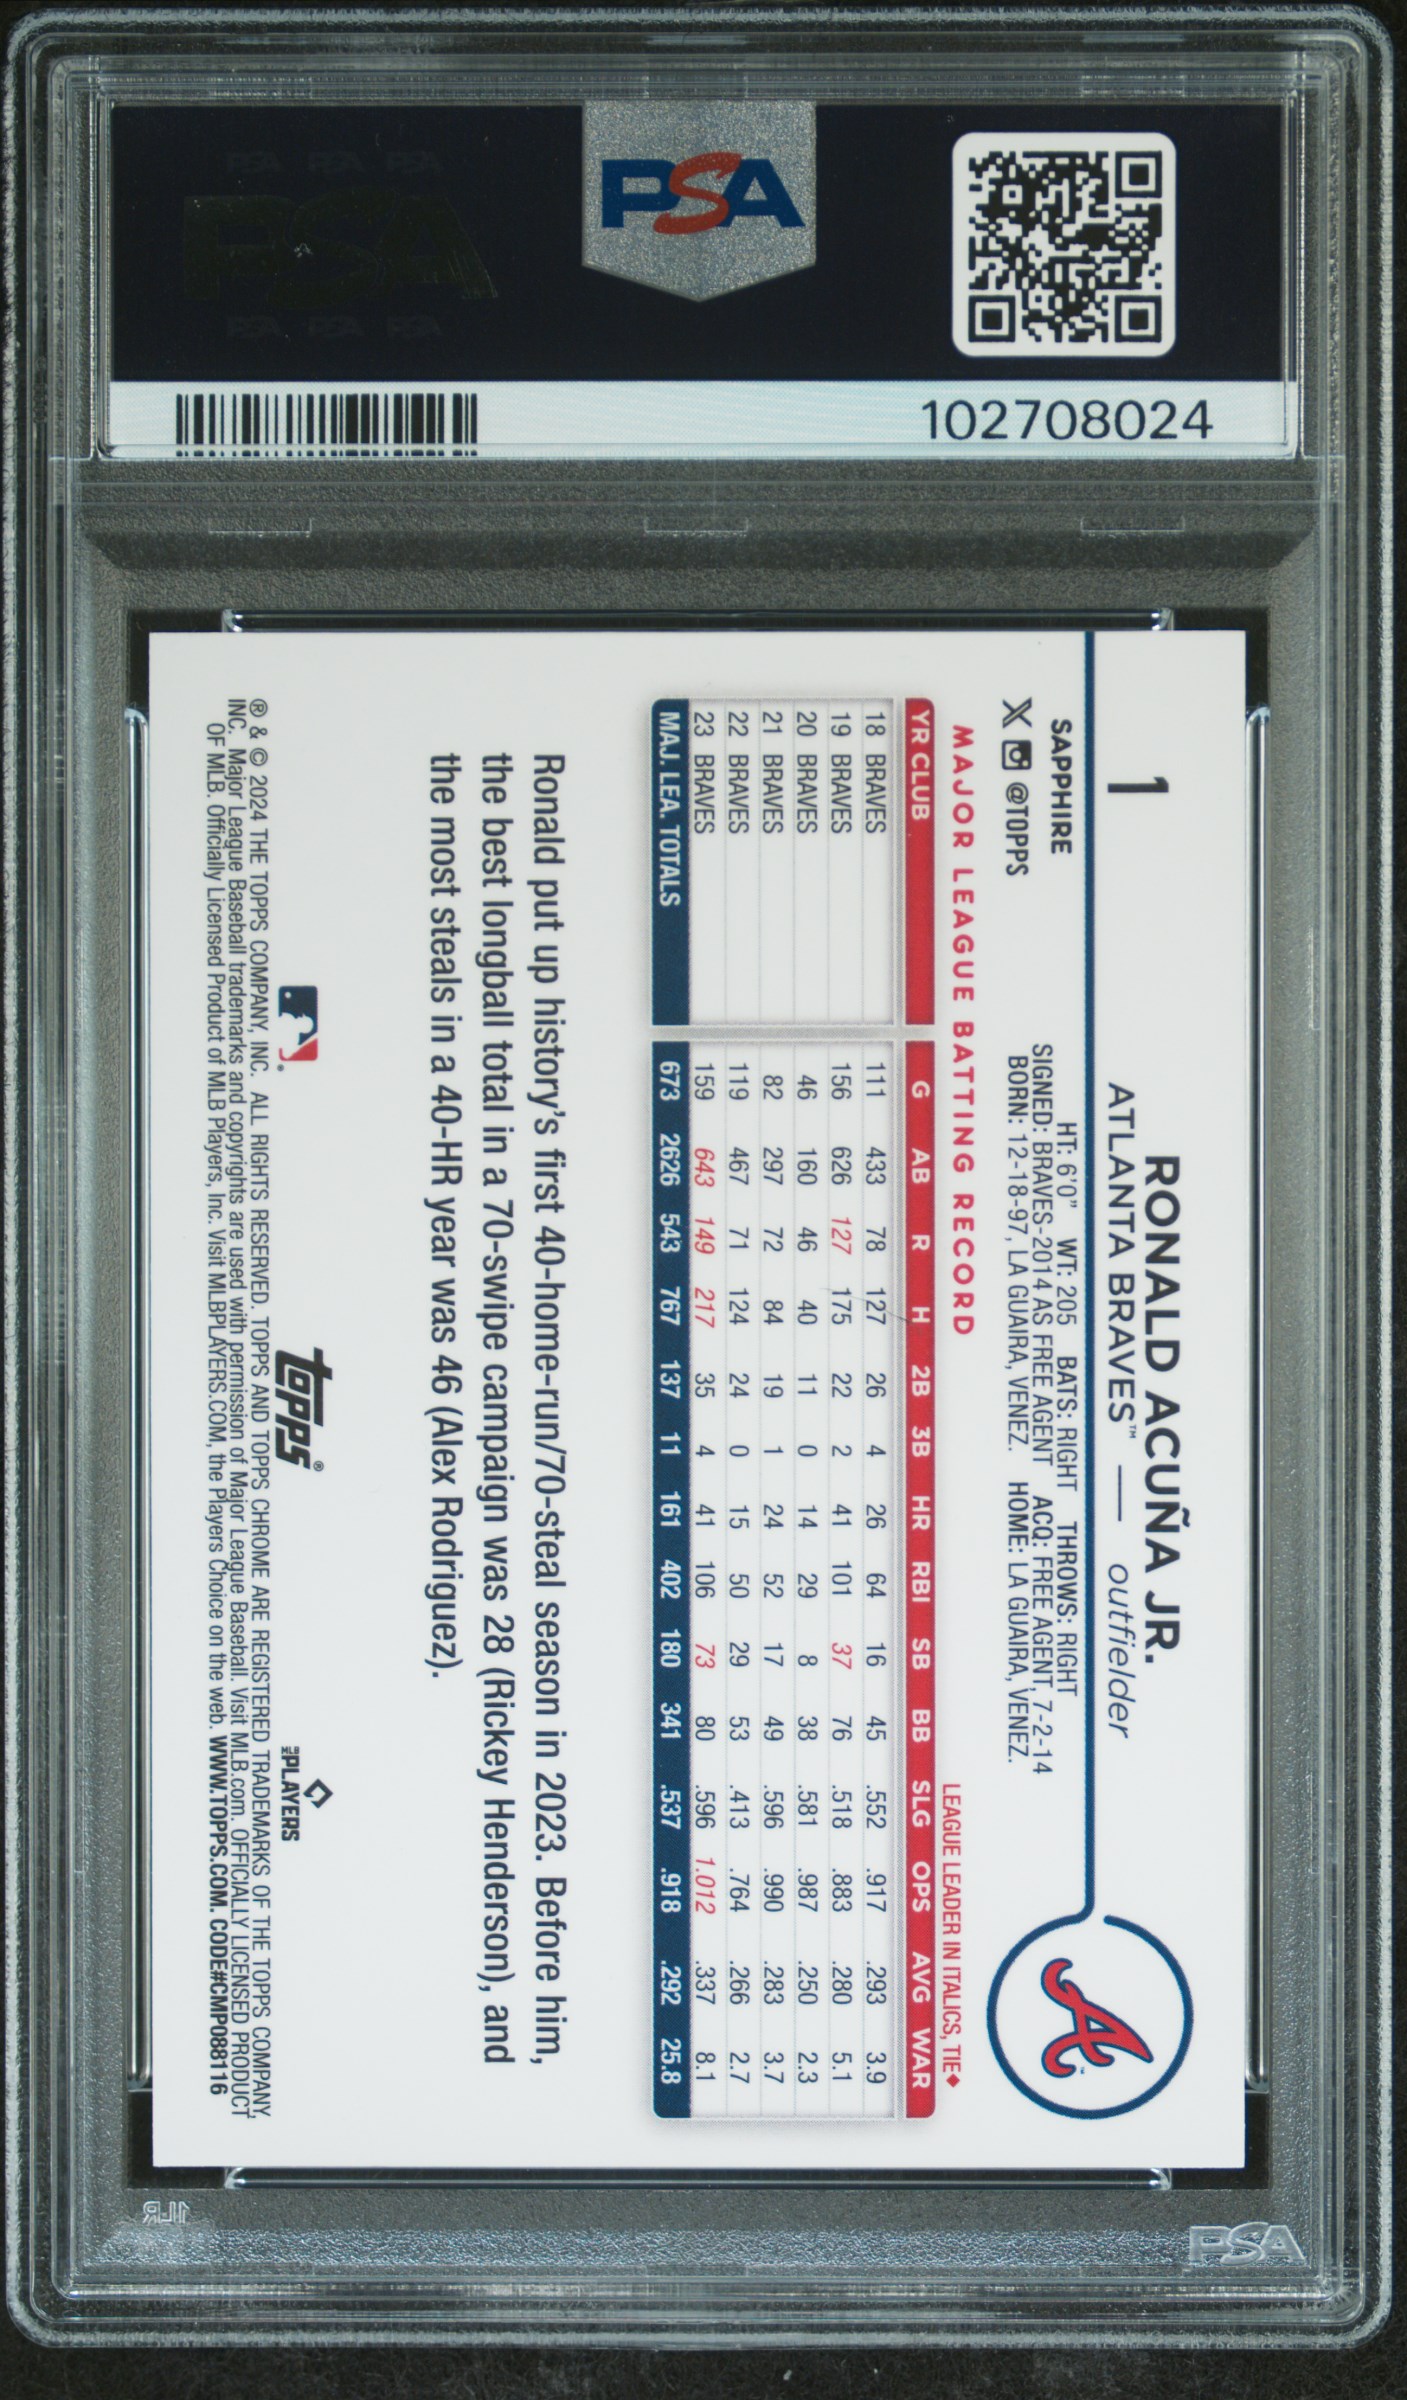 PSA
102708024
1
RONALD ACUÑA JR.
ATLANTA BRAVES™ — outfielder
SAPPHIRE
HT: 6'0" WT: 205 BATS: RIGHT THROWS: RIGHT
SIGNED: BRAVES-2014 AS FREE AGENT ACQ: FREE AGENT, 7-2-14
X @TOPPS
BORN: 12-18-97, LA GUAIRA, VENEZ. HOME: LA GUAIRA, VENEZ.
A
MAJOR LEAGUE BATTING RECORD
LEAGUE LEADER IN ITALICS, TIE♦
YR CLUB G AB R H 2B 3B HR RBI SB BB SLG OPS AVG WAR
18 BRAVES 111 433 78 127 26 4 26 64 16 45 .552 .917 .293 3.9
19 BRAVES 156 626 127 175 22 2 41 101 37 76 .518 .883 .280 5.1
20 BRAVES 46 160 46 40 11 0 14 29 8 38 .581 .987 .250 2.3
21 BRAVES 82 297 72 84 19 1 24 52 17 49 .596 .990 .283 3.7
22 BRAVES 119 467 71 124 24 0 15 50 29 53 .413 .764 .266 2.7
23 BRAVES 159 643 149 217 35 4 41 106 73 80 .596 1.012 .337 8.1
MAJ. LEA. TOTALS 673 2626 543 767 137 11 161 402 180 341 .537 .918 .292 25.8
Ronald put up history's first 40-home-run/70-steal season in 2023. Before him,
the best longball total in a 70-swipe campaign was 28 (Rickey Henderson), and
the most steals in a 40-HR year was 46 (Alex Rodriguez).
topps®
MLB PLAYERS
® & © 2024 THE TOPPS COMPANY, INC. ALL RIGHTS RESERVED. TOPPS AND TOPPS CHROME ARE REGISTERED TRADEMARKS OF THE TOPPS COMPANY,
INC. Major League Baseball trademarks and copyrights are used with permission of Major League Baseball. Visit MLB.com. OFFICIALLY LICENSED PRODUCT
OF MLB. Officially Licensed Product of MLB Players, Inc. Visit MLBPLAYERS.COM, the Players Choice on the web. WWW.TOPPS.COM. CODE#CMP088116
PSA